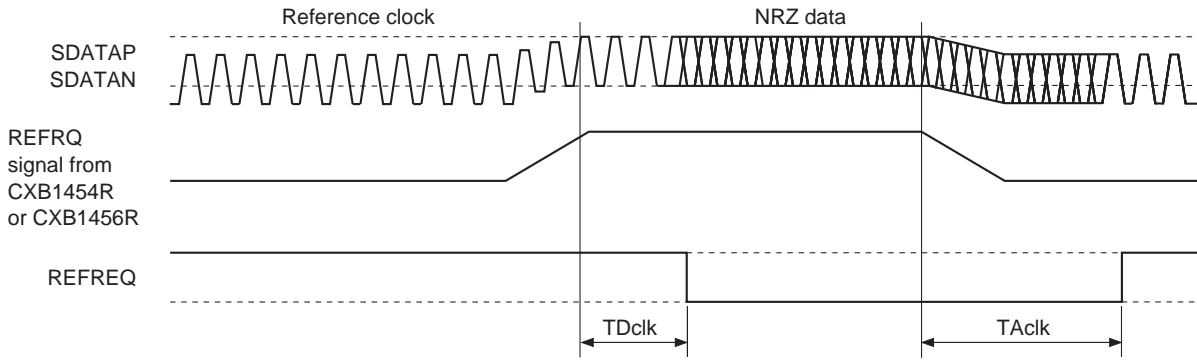 Reference clock
NRZ data
SDATAP
SDATAN
REFRQ
signal from
CXB1454R
or CXB1456R
REFREQ
TDclk
TAclk